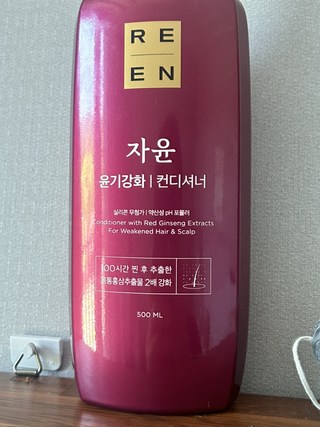 RE
EN
자윤
윤기강화 | 컨디셔너
실리콘 무첨가 | 약산성 pH 포뮬러
Conditioner with Red Ginseng Extracts
For Weakened Hair & Scalp
100시간 찐 후 추출한
전통홍삼추출물 2배 강화
500 ML